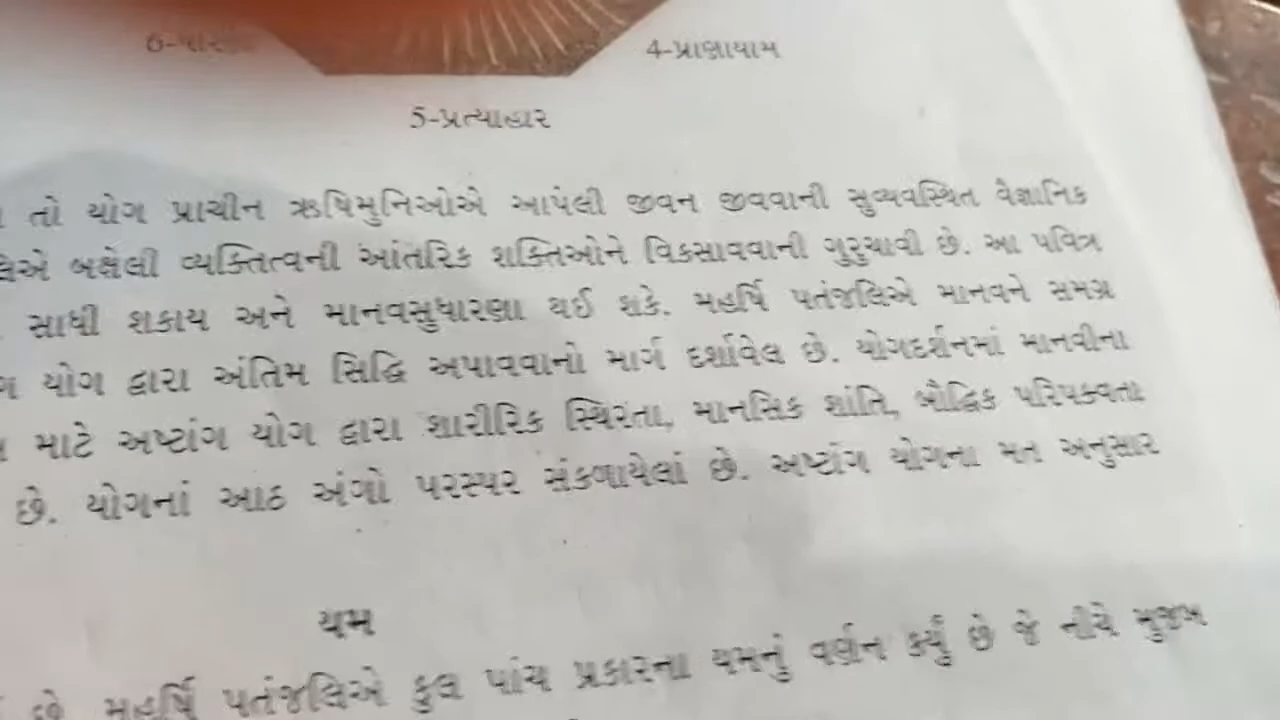 4-પ્રાણાયામ
5-પ્રત્યાહાર
તો યોગ પ્રાચીન ઋષિમુનિઓએ આપેલી જીવન જીવવાની સુવ્યવસ્થિત વૈજ્ઞાનિક
બક્ષેલી વ્યક્તિત્વની આંતરિક શક્તિઓને વિકસાવવાની ગુરુચાવી છે. આ પવિત્ર
સાધી શકાય અને માનવસુધારણા થઈ શકે. મહર્ષિ પતંજલિએ માનવને સમગ્ર
યોગ દ્વારા અંતિમ સિદ્ધિ અપાવવાનો માર્ગ દર્શાવેલ છે. યોગદર્શનમાં માનવીના
માટે અષ્ટાંગ યોગ દ્વારા શારીરિક સ્થિરતા, માનસિક શાંતિ, બૌદ્ધિક પરિપક્વતા
છે. યોગનાં આઠ અંગો પરસ્પર સંકળાયેલાં છે. અષ્ટાંગ યોગના મત અનુસાર
યમ
છે. મહર્ષિ પતંજલિએ કુલ પાંચ પ્રકારના યમનું વર્ણન કર્યું છે જે નીચે મુજબ